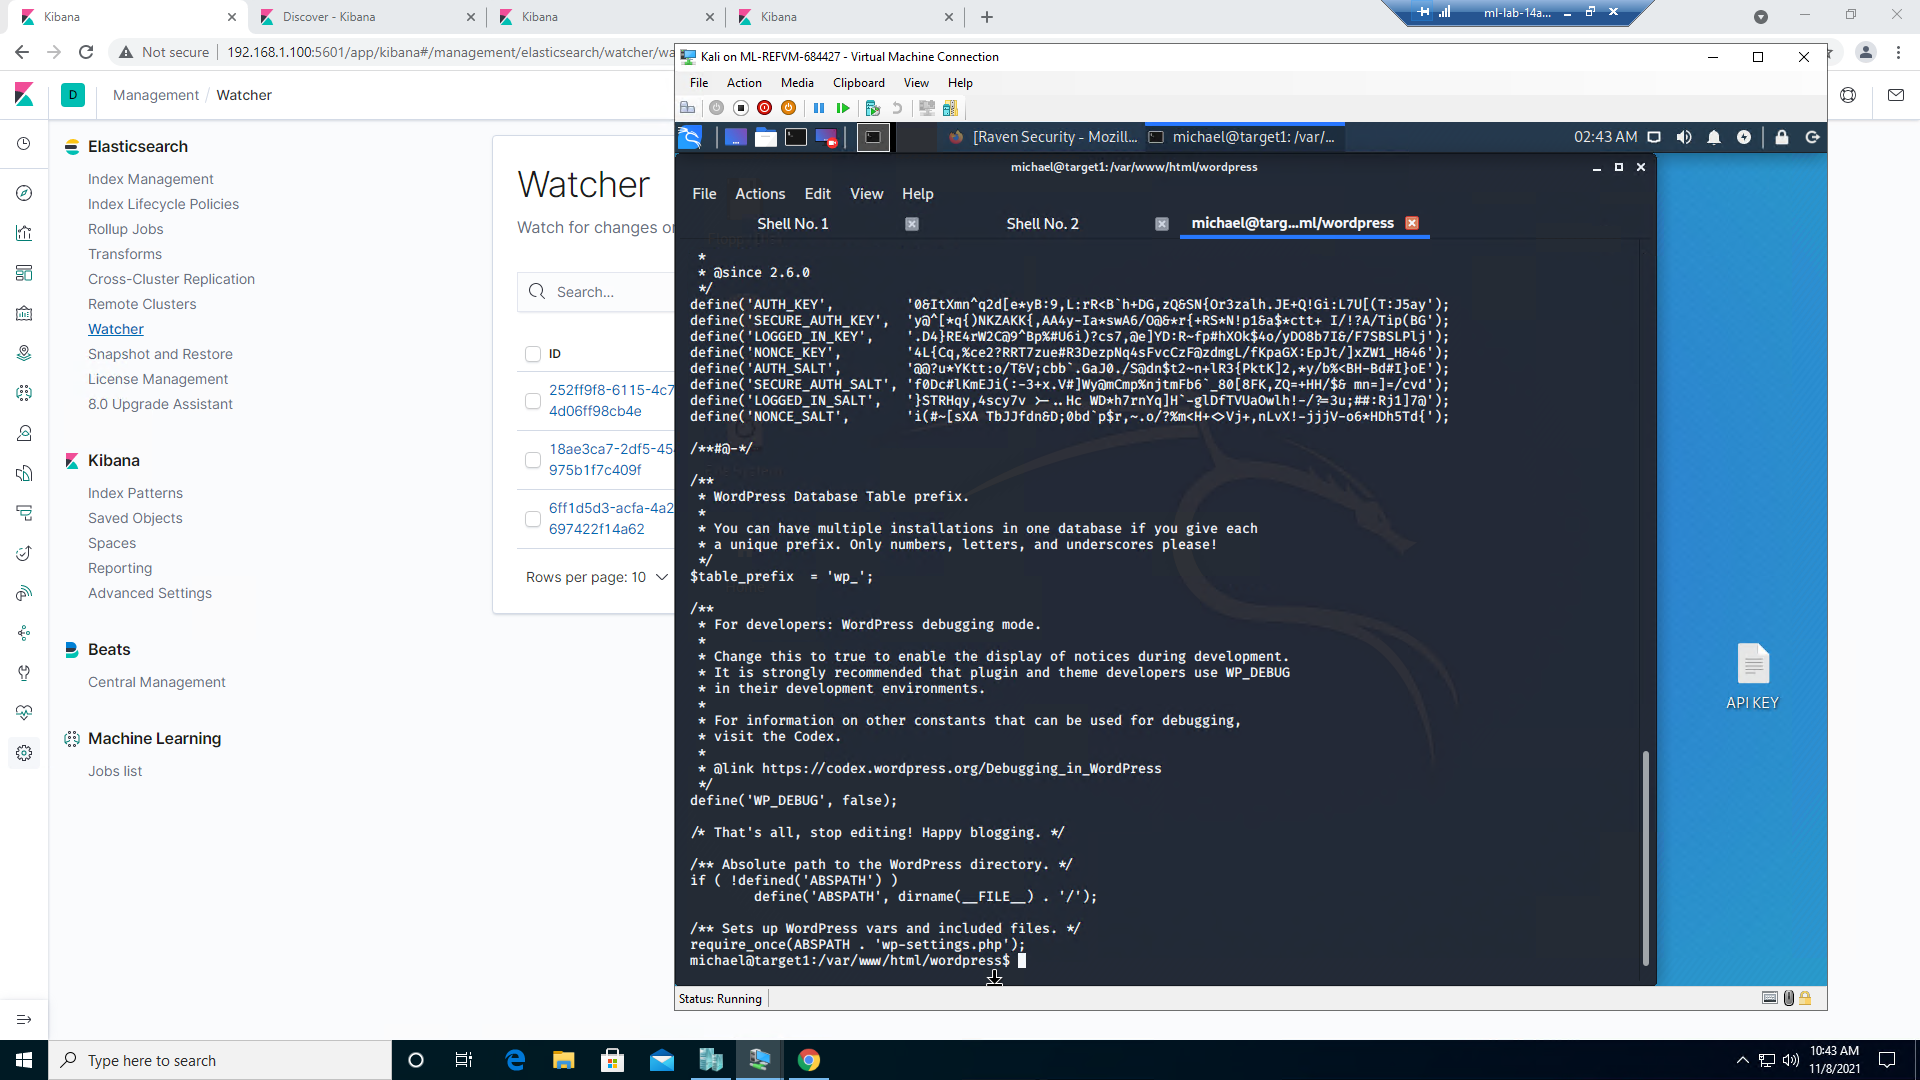 Kibana
Discover - Kibana
Kibana
Kibana
ml-lab-14a...
Not secure
192.168.1.100:5601/app/kibana#/management/elasticsearch/watcher/wa
Kali on ML-REFVM-684427 - Virtual Machine Connection
File Action Media Clipboard View Help
D
Management / Watcher
[Raven Security - Mozill...
michael@target1: /var/...
02:43 AM
Elasticsearch
Index Management
Index Lifecycle Policies
Rollup Jobs
Transforms
Cross-Cluster Replication
Remote Clusters
Watcher
Snapshot and Restore
License Management
8.0 Upgrade Assistant
Kibana
Index Patterns
Saved Objects
Spaces
Reporting
Advanced Settings
Beats
Central Management
Machine Learning
Jobs list
Watcher
Watch for changes or
Search...
ID
252ff9f8-6115-4c7
4d06ff98cb4e
18ae3ca7-2df5-45
975b1f7c409f
6ff1d5d3-acfa-4a2
697422f14a62
Rows per page: 10
michael@target1: /var/www/html/wordpress
File Actions Edit View Help
Shell No. 1
Shell No. 2
michael@targ...ml/wordpress
 *
 * @since 2.6.0
 */
define('AUTH_KEY',         '0&ItXmn^q2d[e*yB:9,L:rR<B`h+DG,zQ&SN{Or3zalh.JE+Q!Gi:L7U[(T:J5ay');
define('SECURE_AUTH_KEY',  'y@^[*q{)NKZAKK{,AA4y-Ia*swA6/O@&*r{+RS*N!p1&a$*ctt+ I/!?A/Tip(BG');
define('LOGGED_IN_KEY',    '.D4}RE4rW2C@9^Bp%#U6i)?cs7,@e]YD:R~fp#hXOk$4o/yDO8b7I&/F7SBSLPlj');
define('NONCE_KEY',        '4L{Cq,%ce2?RRT7zue#R3DezpNq4sFvcCzF@zdmgL/fKpaGX:EpJt/]xZW1_H&46');
define('AUTH_SALT',        '@@?u*YKtt:o/T&V;cbb`.GaJ0./S@dn$t2~n+lR3{PktK]2,*y/b%<BH-Bd#I}oE');
define('SECURE_AUTH_SALT', 'f0Dc#lKmEJi(:-3+x.V#]Wy@mCmp%njtmFb6`_80[8FK,ZQ=+HH/$& mn=]=/cvd');
define('LOGGED_IN_SALT',   '}STRHqy,4scy7v >-..Hc WD*h7rnYq]H`-glDfTVUaOwlh!-/?=3u;##:Rj1]7@');
define('NONCE_SALT',       'i(#~[sXA TbJJfdn&D;0bd`p$r,~.o/?%m<H+<>Vj+,nLvX!-jjjV-o6*HDh5Td{');
/**#@-*/
/**
 * WordPress Database Table prefix.
 *
 * You can have multiple installations in one database if you give each
 * a unique prefix. Only numbers, letters, and underscores please!
 */
$table_prefix  = 'wp_';
/**
 * For developers: WordPress debugging mode.
 *
 * Change this to true to enable the display of notices during development.
 * It is strongly recommended that plugin and theme developers use WP_DEBUG
 * in their development environments.
 *
 * For information on other constants that can be used for debugging,
 * visit the Codex.
 *
 * @link https://codex.wordpress.org/Debugging_in_WordPress
 */
define('WP_DEBUG', false);
/* That's all, stop editing! Happy blogging. */
/** Absolute path to the WordPress directory. */
if ( !defined('ABSPATH') )
        define('ABSPATH', dirname(__FILE__) . '/');
/** Sets up WordPress vars and included files. */
require_once(ABSPATH . 'wp-settings.php');
michael@target1:/var/www/html/wordpress$
API KEY
Status: Running
Type here to search
10:43 AM
11/8/2021